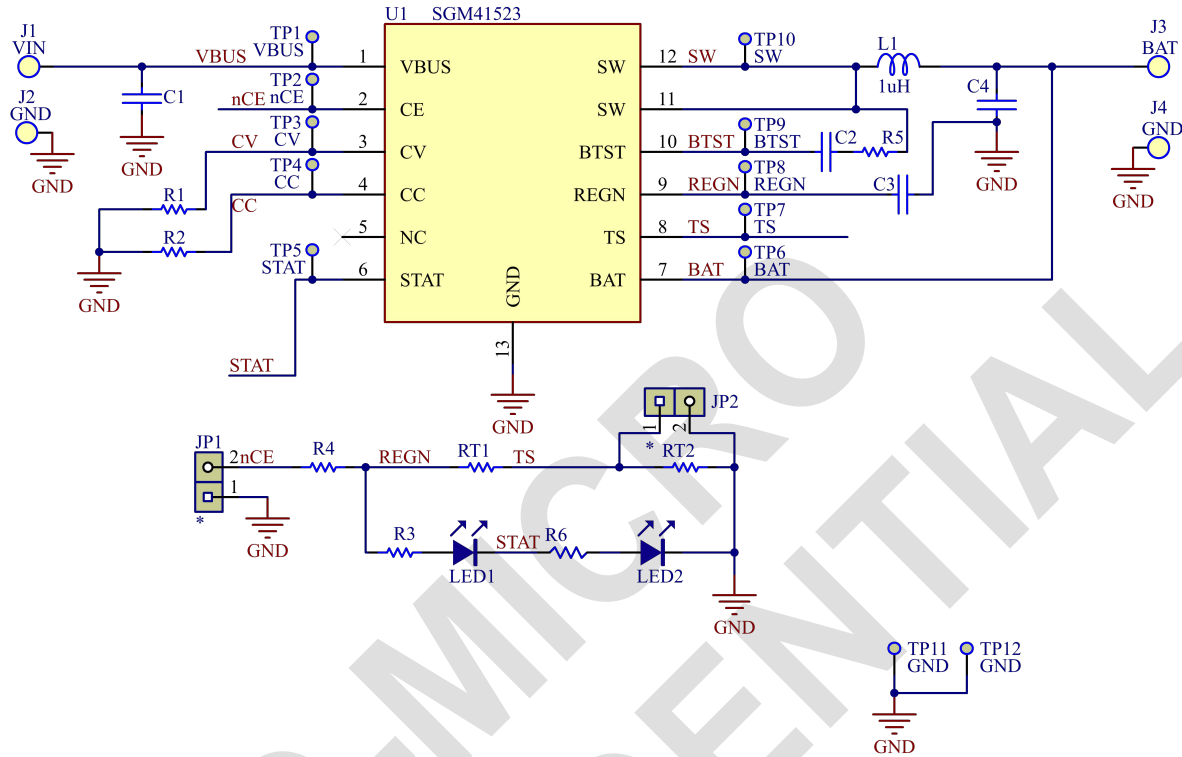 U1 SGM41523
J1
VIN
J2
GND
GND
VBUS
C1
GND
TP1
VBUS
nCE
TP2
nCE
CV
TP3
CV
TP4
CC
CC
R1
R2
GND
TP5
STAT
STAT
1 VBUS
2 CE
3 CV
4 CC
5 NC
6 STAT
GND
13
GND
SW 12 SW
SW 11
BTST 10 BTST
REGN 9 REGN
TS 8 TS
BAT 7 BAT
TP10
SW
TP9
BTST
TP8
REGN
TP7
TS
TP6
BAT
C2
R5
C3
L1
1uH
C4
GND
J3
BAT
J4
GND
GND
JP1
2 nCE
1
*
GND
R4
REGN
RT1
TS
JP2
1
2
*
RT2
R3
LED1
STAT
R6
LED2
GND
TP11
GND
TP12
GND
GND
MICRO
ENTIAL